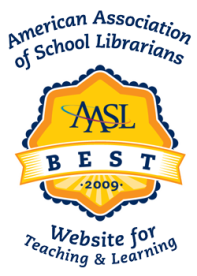 American Association
of School Librarians
AASL
BEST
·2009·
Website for
Teaching & Learning